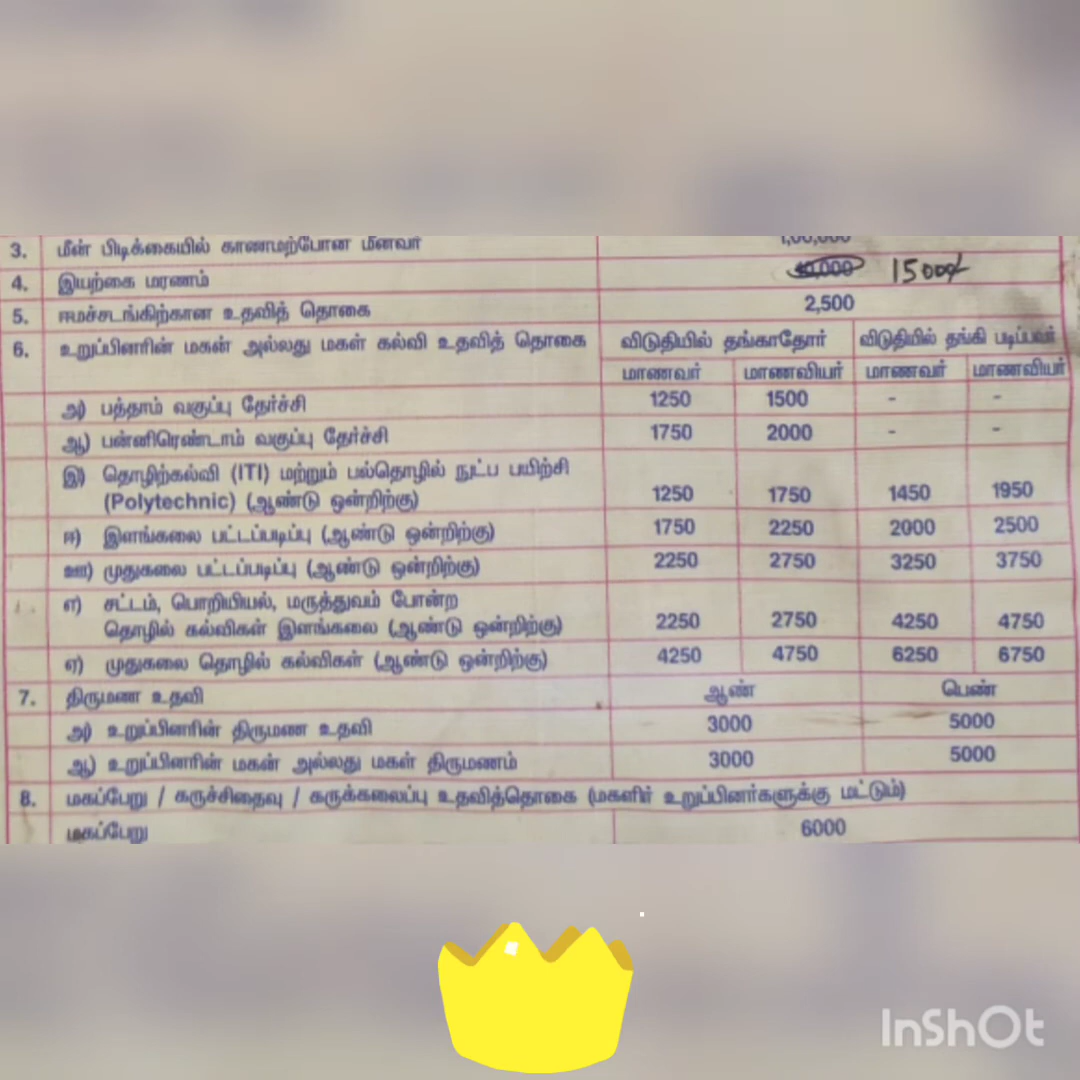 3. மீன் பிடிக்கையில் காணமற்போன மீனவர் 1,00,000
4. இயற்கை மரணம் 15000/-
5. ஈமச்சடங்கிற்கான உதவித் தொகை 2,500
6. உறுப்பினரின் மகன் அல்லது மகள் கல்வி உதவித் தொகை விடுதியில் தங்காதோர் விடுதியில் தங்கி படிப்பவர்
மாணவர் மாணவியர் மாணவர் மாணவியர்
அ) பத்தாம் வகுப்பு தேர்ச்சி 1250 1500 - -
ஆ) பன்னிரெண்டாம் வகுப்பு தேர்ச்சி 1750 2000 - -
இ) தொழிற்கல்வி (ITI) மற்றும் பல்தொழில் நுட்ப பயிற்சி
(Polytechnic) (ஆண்டு ஒன்றிற்கு) 1250 1750 1450 1950
ஈ) இளங்கலை பட்டப்படிப்பு (ஆண்டு ஒன்றிற்கு) 1750 2250 2000 2500
ஊ) முதுகலை பட்டப்படிப்பு (ஆண்டு ஒன்றிற்கு) 2250 2750 3250 3750
எ) சட்டம், பொறியியல், மருத்துவம் போன்ற
தொழில் கல்விகள் இளங்கலை (ஆண்டு ஒன்றிற்கு) 2250 2750 4250 4750
ஏ) முதுகலை தொழில் கல்விகள் (ஆண்டு ஒன்றிற்கு) 4250 4750 6250 6750
7. திருமண உதவி ஆண் பெண்
அ) உறுப்பினரின் திருமண உதவி 3000 5000
ஆ) உறுப்பினரின் மகன் அல்லது மகள் திருமணம் 3000 5000
8. மகப்பேறு / கருச்சிதைவு / கருக்கலைப்பு உதவித்தொகை (மகளிர் உறுப்பினர்களுக்கு மட்டும்)
மகப்பேறு 6000
InShOt